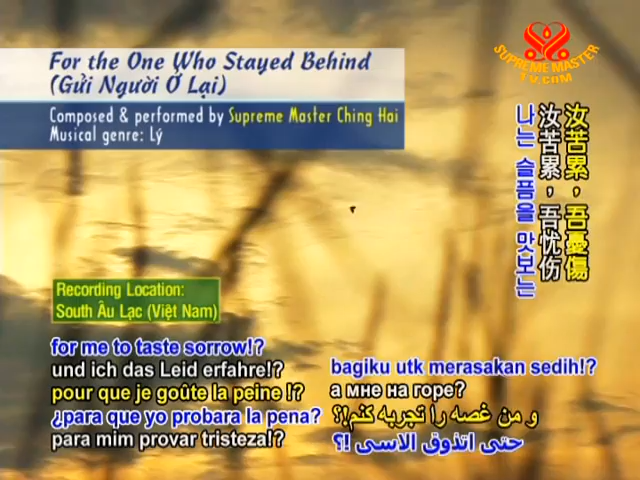 For the One Who Stayed Behind
(Gửi Người Ở Lại)
Composed & performed by Supreme Master Ching Hai
Musical genre: Lý
SUPREME MASTER
TV.COM
汝苦累，吾憂傷
汝苦累，吾忧伤
나는 슬픔을 맛보는
Recording Location:
South Âu Lạc (Việt Nam)
for me to taste sorrow!?
und ich das Leid erfahre!?
pour que je goûte la peine !?
¿para que yo probara la pena?
para mim provar tristeza!?
bagiku utk merasakan sedih!?
а мне на горе?
و من غصه را تجربه کنم!؟
حتى اتذوق الاسى !؟